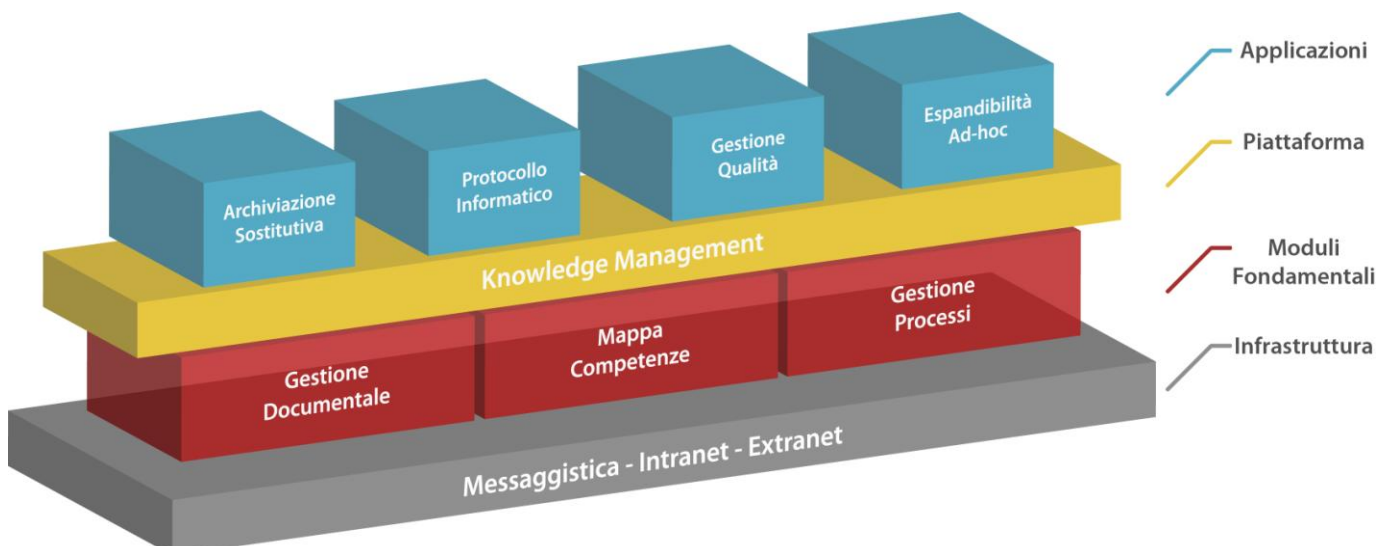 Archiviazione
Sostitutiva
Protocollo
Informatico
Gestione
Qualità
Espandibilità
Ad-hoc
Knowledge Management
Gestione
Documentale
Mappa
Competenze
Gestione
Processi
Messaggistica - Intranet - Extranet
Applicazioni
Piattaforma
Moduli
Fondamentali
Infrastruttura